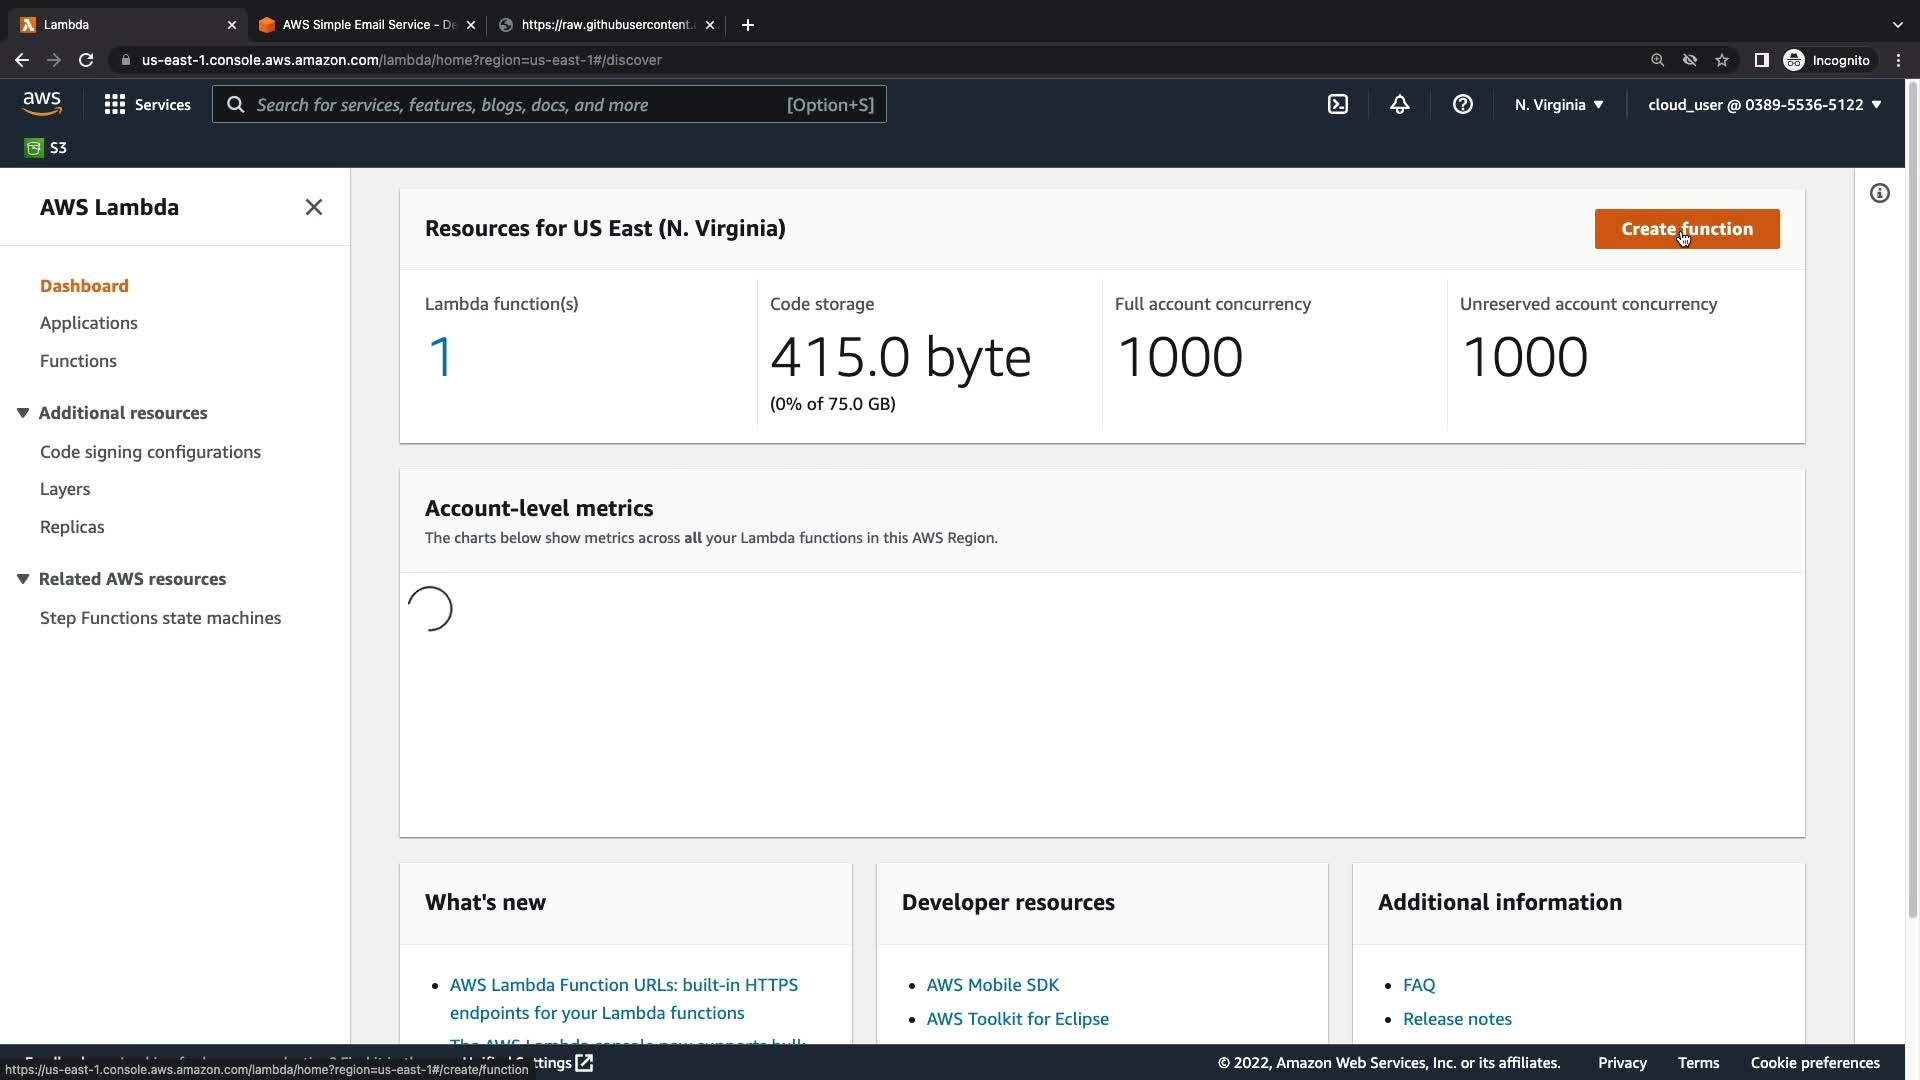 Lambda
AWS Simple Email Service - De
https://raw.githubusercontent.
us-east-1.console.aws.amazon.com/lambda/home?region=us-east-1#/discover
Incognito
aws
Services
Search for services, features, blogs, docs, and more
[Option+S]
N. Virginia
cloud_user @ 0389-5536-5122
S3
AWS Lambda
Dashboard
Applications
Functions
Additional resources
Code signing configurations
Layers
Replicas
Related AWS resources
Step Functions state machines
Resources for US East (N. Virginia)
Create function
Lambda function(s)
1
Code storage
415.0 byte
(0% of 75.0 GB)
Full account concurrency
1000
Unreserved account concurrency
1000
Account-level metrics
The charts below show metrics across all your Lambda functions in this AWS Region.
What's new
AWS Lambda Function URLs: built-in HTTPS
endpoints for your Lambda functions
Developer resources
AWS Mobile SDK
AWS Toolkit for Eclipse
Additional information
FAQ
Release notes
https://us-east-1.console.aws.amazon.com/lambda/home?region=us-east-1#/create/function
© 2022, Amazon Web Services, Inc. or its affiliates.
Privacy
Terms
Cookie preferences